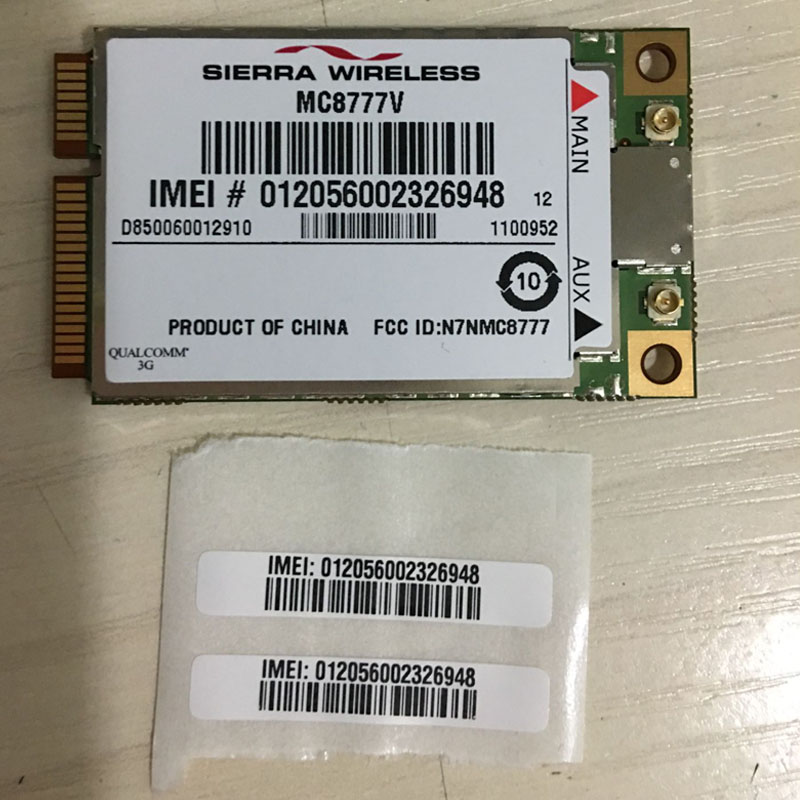 SIERRA WIRELESS
MC8777V
IMEI # 012056002326948 12
D850060012910 1100952
MAIN
AUX
10
PRODUCT OF CHINA FCC ID:N7NMC8777
QUALCOMM
3G
IMEI: 012056002326948
IMEI: 012056002326948